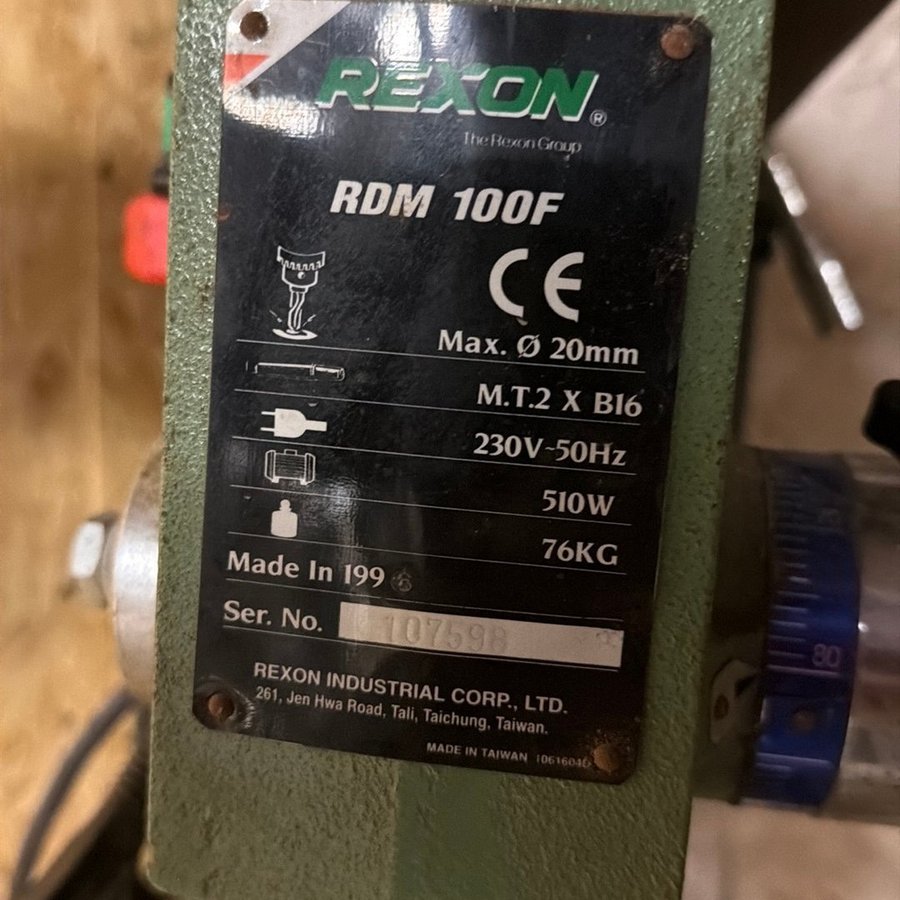 REXON®
The Rexon Group
RDM 100F
CE
Max. Ø 20mm
M.T.2 X B16
230V~50Hz
510W
76KG
Made In 199
Ser. No. 107598
REXON INDUSTRIAL CORP., LTD.
261, Jen Hwa Road, Tali, Taichung, Taiwan.
MADE IN TAIWAN
80